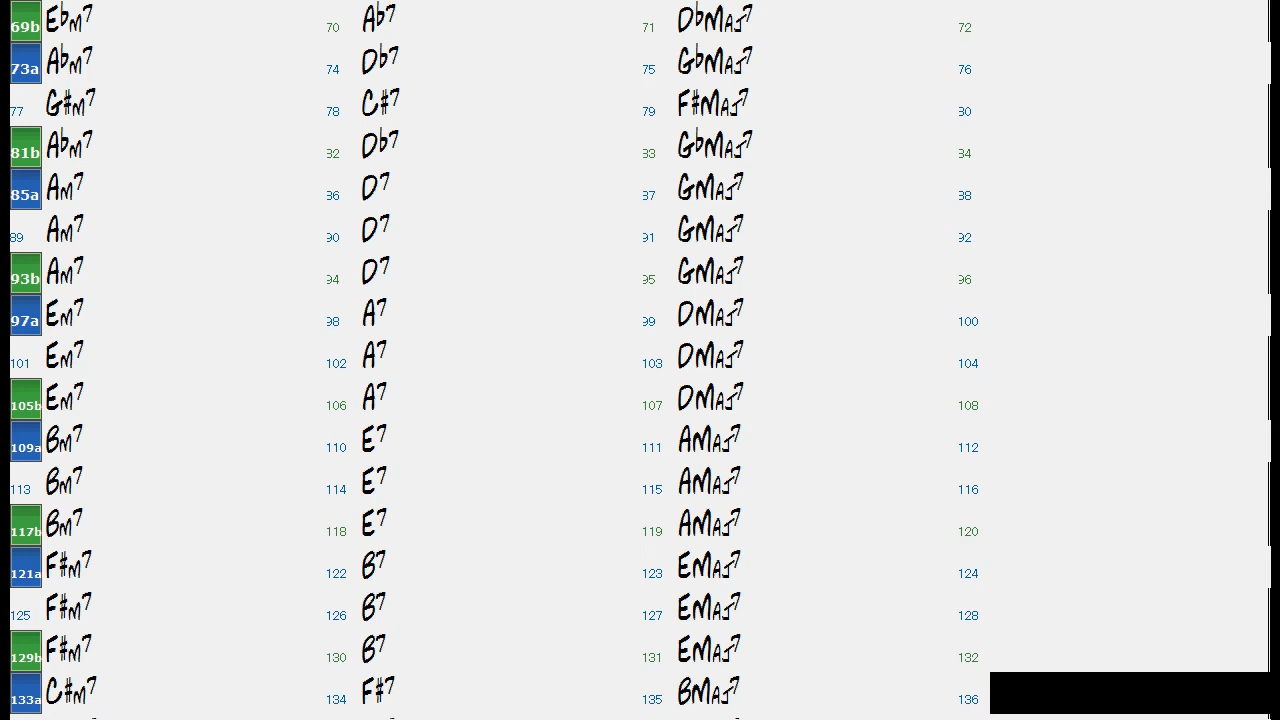 69b Ebm7 70 Ab7 71 DbMaj7 72
73a Abm7 74 Db7 75 GbMaj7 76
77 G#m7 78 C#7 79 F#Maj7 80
81b Abm7 82 Db7 83 GbMaj7 84
85a Am7 86 D7 87 GMaj7 88
89 Am7 90 D7 91 GMaj7 92
93b Am7 94 D7 95 GMaj7 96
97a Em7 98 A7 99 DMaj7 100
101 Em7 102 A7 103 DMaj7 104
105b Em7 106 A7 107 DMaj7 108
109a Bm7 110 E7 111 AMaj7 112
113 Bm7 114 E7 115 AMaj7 116
117b Bm7 118 E7 119 AMaj7 120
121a F#m7 122 B7 123 EMaj7 124
125 F#m7 126 B7 127 EMaj7 128
129b F#m7 130 B7 131 EMaj7 132
133a C#m7 134 F#7 135 BMaj7 136